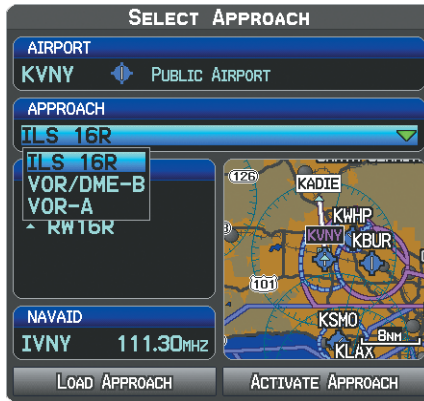 SELECT APPROACH
AIRPORT
KVNY PUBLIC AIRPORT
APPROACH
ILS 16R
ILS 16R
VOR/DME-B
VOR-A
RW16R
126
KADIE
KWHP
KVNY
KBUR
101
KSMO
8NM
KLAX
NAVAID
IVNY 111.30MHZ
LOAD APPROACH
ACTIVATE APPROACH